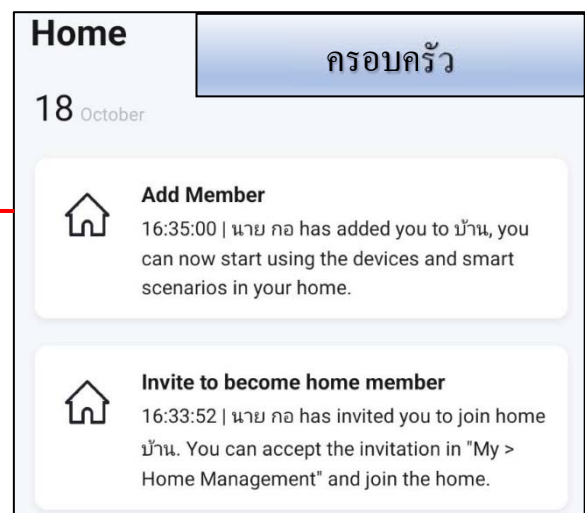 Home
ครอบครัว
18 October
Add Member
16:35:00 | นาย กอ has added you to บ้าน, you
can now start using the devices and smart
scenarios in your home.
Invite to become home member
16:33:52 | นาย กอ has invited you to join home
บ้าน. You can accept the invitation in "My >
Home Management" and join the home.